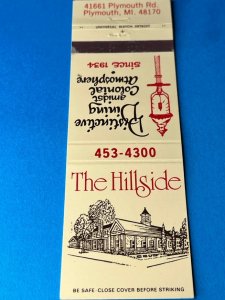 41661 Plymouth Rd.
Plymouth, MI. 48170
UNIVERSAL MATCH DETROIT
Distinctive
Dining
amidst
Colonial
Atmosphere
Since 1934
453-4300
The Hillside
BE SAFE-CLOSE COVER BEFORE STRIKING